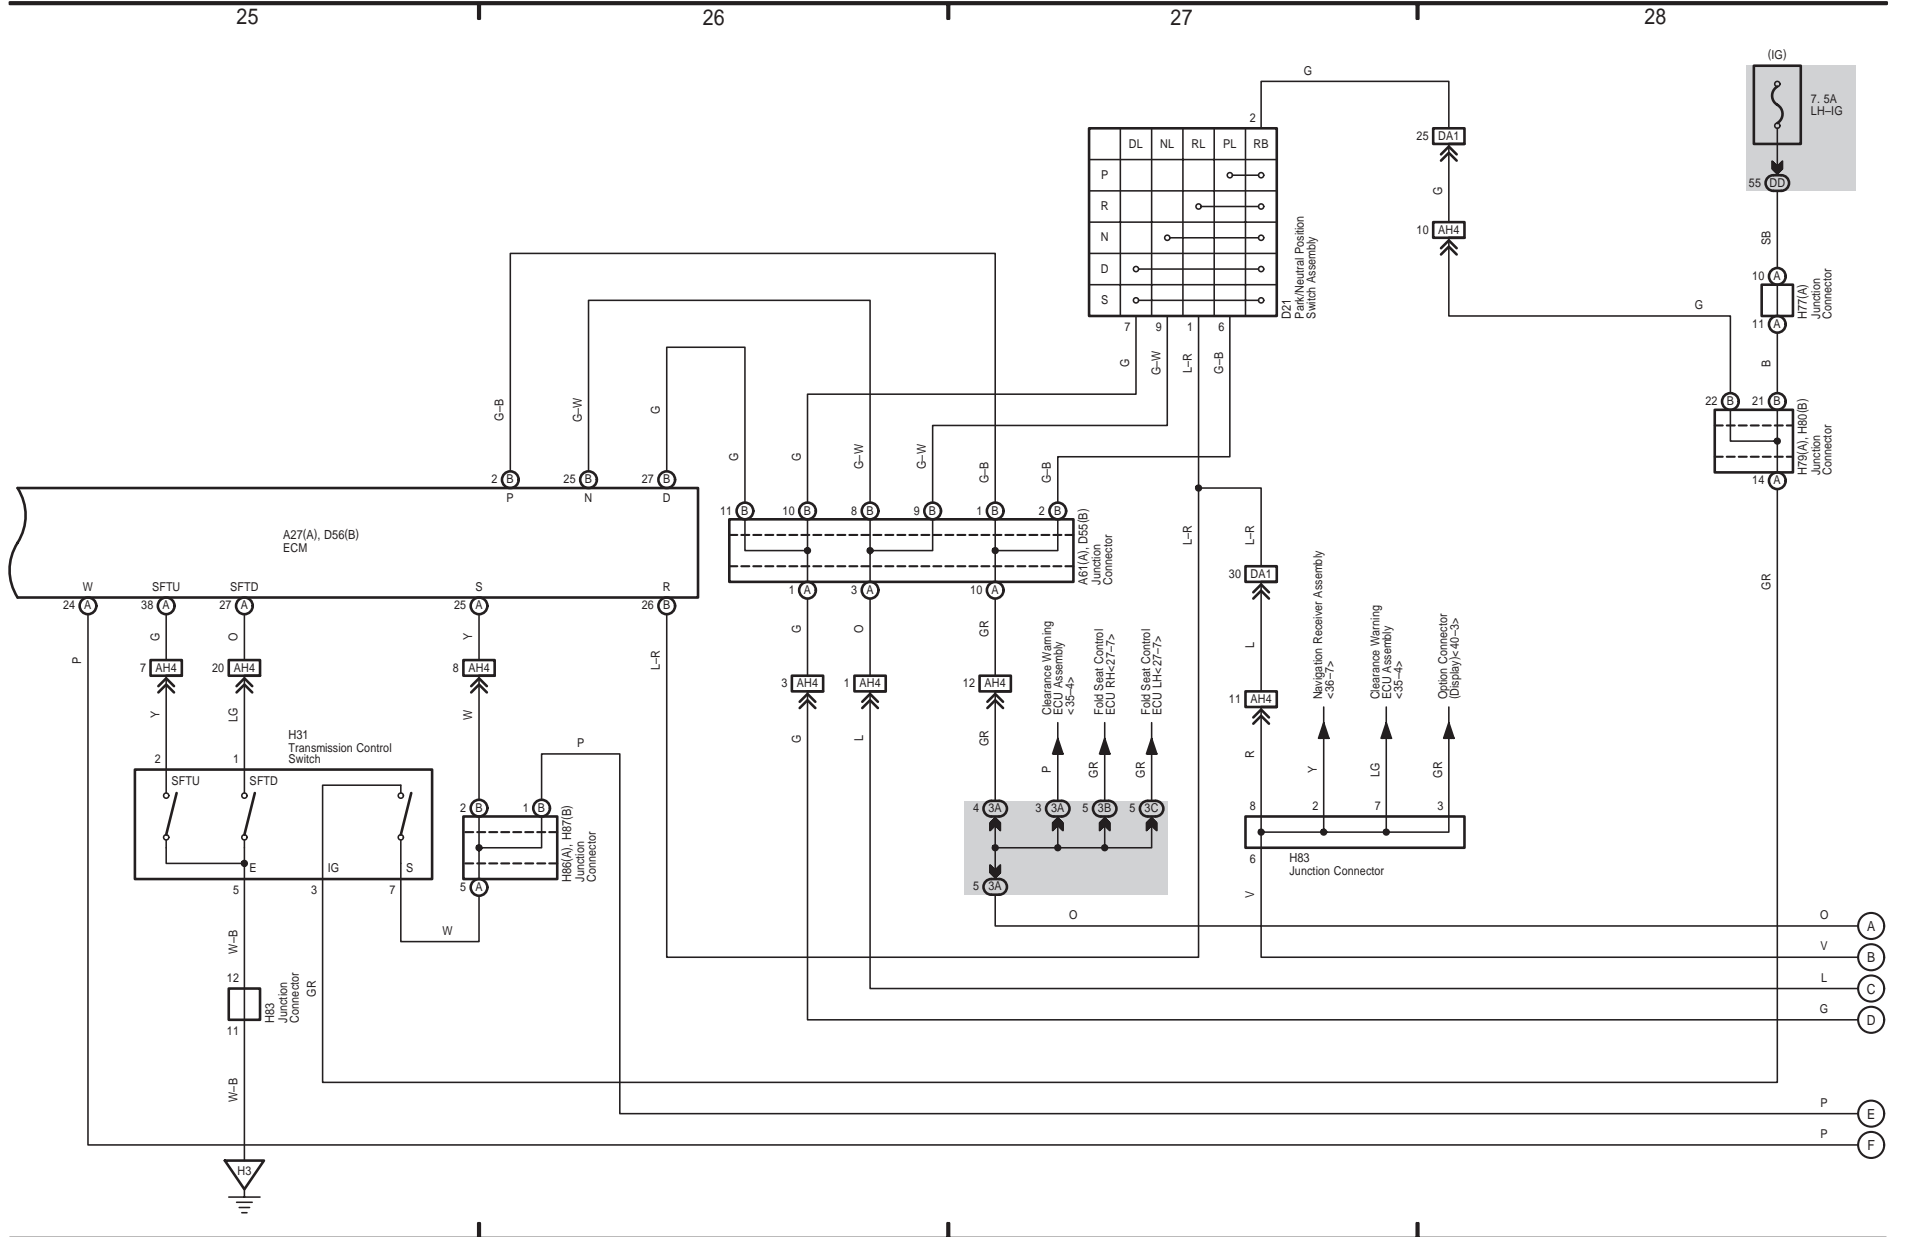 25
26
27
28
(IG)
7. 5A
LH–IG
55 DD
SB
10 A
H77(A)
Junction
Connector
11 A
B
22 B
21 B
H79(A), H80(B)
Junction
Connector
14 A
GR
G
2
25 DA1
G
10 AH4
G
DL NL RL PL RB
P
R
N
D
S
D21
Park/Neutral Position
Switch Assembly
7 9 1 6
G
G–W
L–R
G–B
G–B
G–W
G
2 B
25 B
27 B
P
N
D
A27(A), D56(B)
ECM
W
SFTU
SFTD
S
R
24 A
38 A
27 A
25 A
26 B
G
G
G–W
G–W
G–B
G–B
11 B
10 B
8 B
9 B
1 B
2 B
A61(A), D55(B)
Junction
Connector
1 A
3 A
10 A
L–R
L–R
30 DA1
P
G
O
Y
L–R
7 AH4
20 AH4
8 AH4
Y
LG
W
G
O
GR
3 AH4
1 AH4
12 AH4
G
L
GR
Clearance Warning
ECU Assembly
<35–4>
Fold Seat Control
ECU RH<27–7>
Fold Seat Control
ECU LH<27–7>
P
GR
GR
L
11 AH4
R
Navigation Receiver Assembly
<36–7>
Clearance Warning
ECU Assembly
<35–4>
Option Connector
(Display)<40–3>
Y
LG
GR
H31
Transmission Control
Switch
2
1
SFTU
SFTD
E
IG
S
5
3
7
P
2 B
1 B
H86(A), H87(B)
Junction
Connector
5 A
W
4 3A
3 3A
5 3B
5 3C
5 3A
8
2
7
3
6
H83
Junction Connector
V
O
O A
V B
L C
G D
W–B
12
H83
Junction
Connector
11
GR
W–B
P E
P F
H3